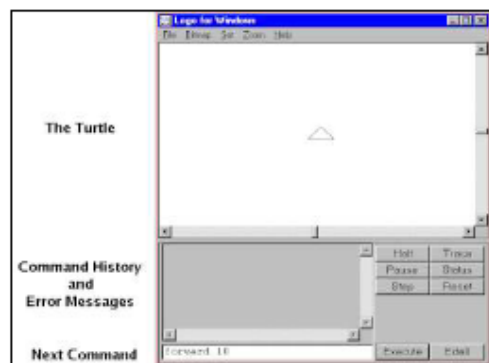 Logo for Windows
File Bitmap Set Zoom Help
The Turtle
Halt Trace
Command History
and
Error Messages
Pause Status
Step Reset
Next Command
forward 10
Execute Edall